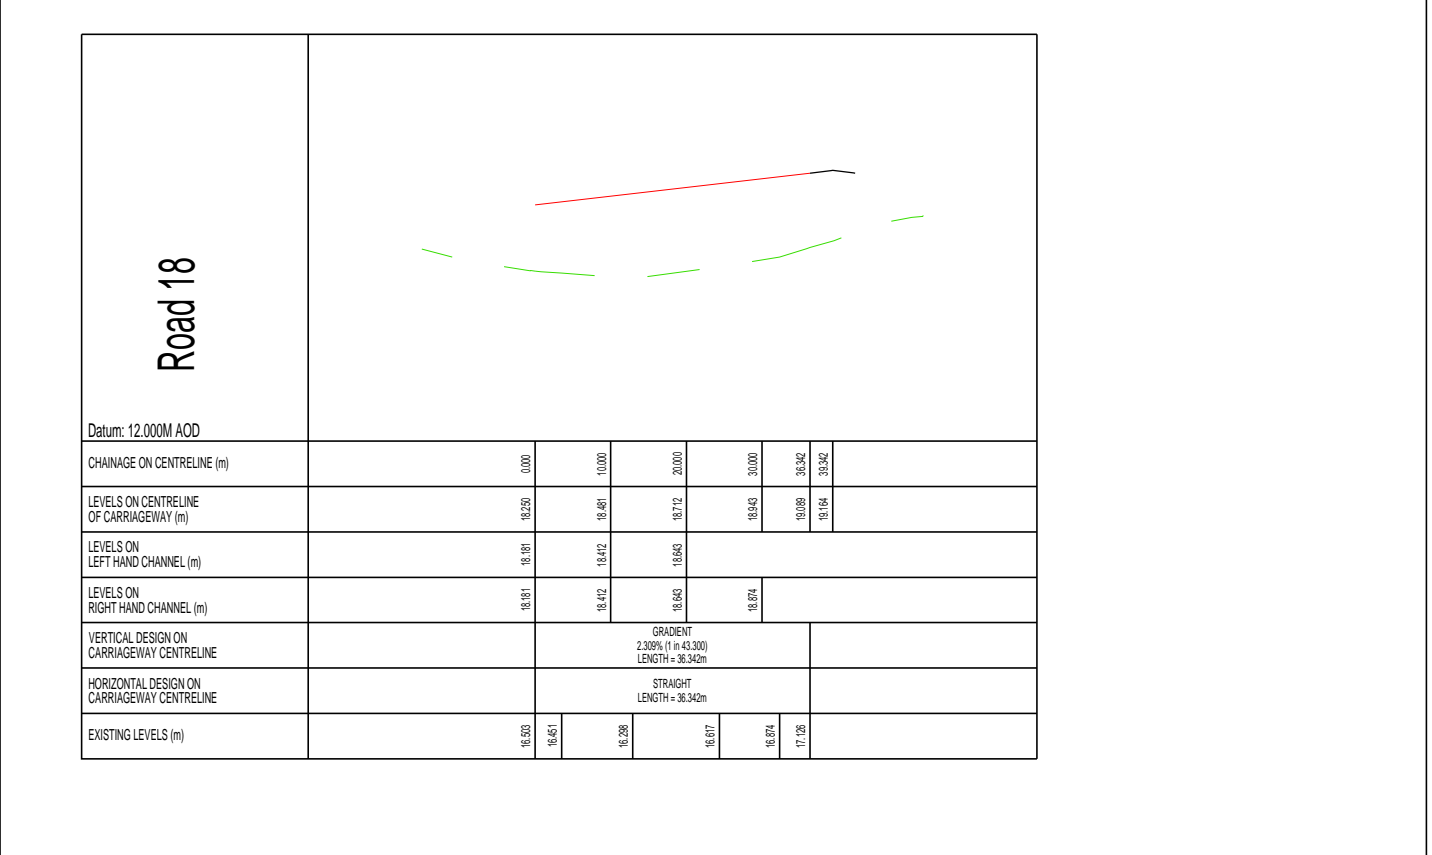 Road 18
Datum: 12.000M AOD
CHAINAGE ON CENTRELINE (m)
0.000
10.000
20.000
30.000
36.342
39.342
LEVELS ON CENTRELINE
OF CARRIAGEWAY (m)
18.250
18.481
18.712
18.943
19.089
19.164
LEVELS ON
LEFT HAND CHANNEL (m)
18.181
18.412
18.643
LEVELS ON
RIGHT HAND CHANNEL (m)
18.181
18.412
18.643
18.874
VERTICAL DESIGN ON
CARRIAGEWAY CENTRELINE
GRADIENT
2.309% (1 in 43.300)
LENGTH = 36.342m
HORIZONTAL DESIGN ON
CARRIAGEWAY CENTRELINE
STRAIGHT
LENGTH = 36.342m
EXISTING LEVELS (m)
16.503
16.451
16.298
16.617
16.874
17.126